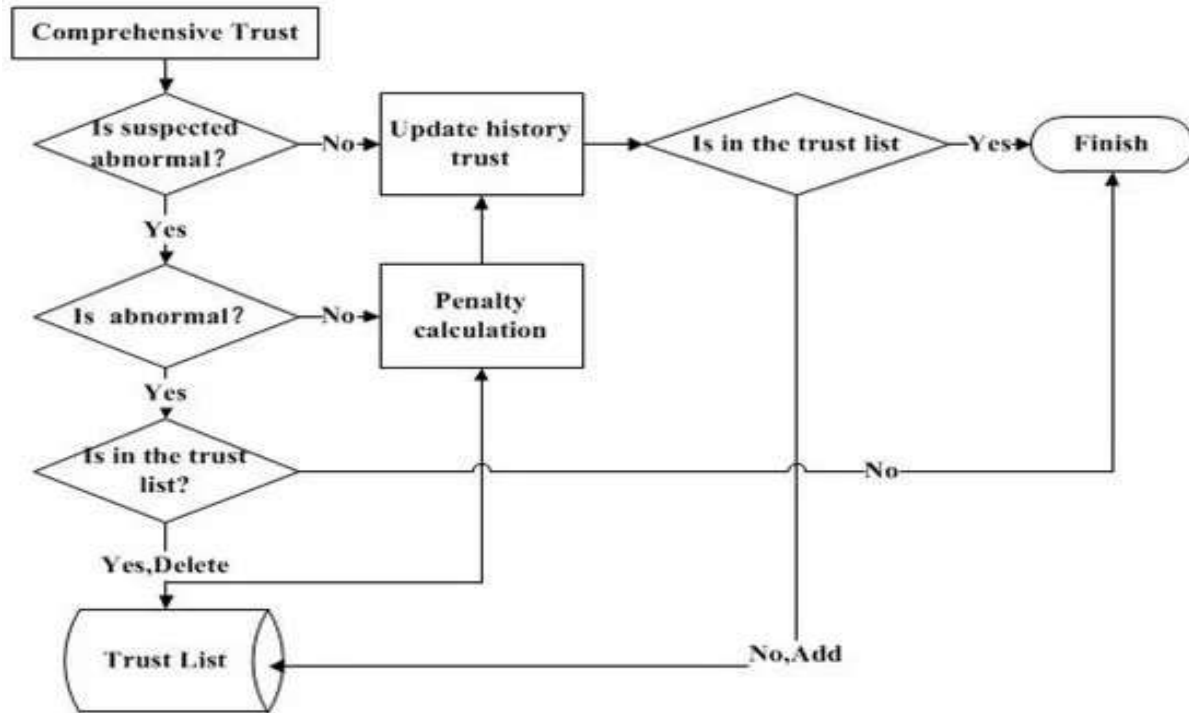 Comprehensive Trust
Is suspected
abnormal?
No
Update history
trust
Is in the trust list
Yes
Finish
Yes
Is abnormal?
No
Penalty
calculation
Yes
Is in the trust
list?
No
Yes,Delete
Trust List
No,Add